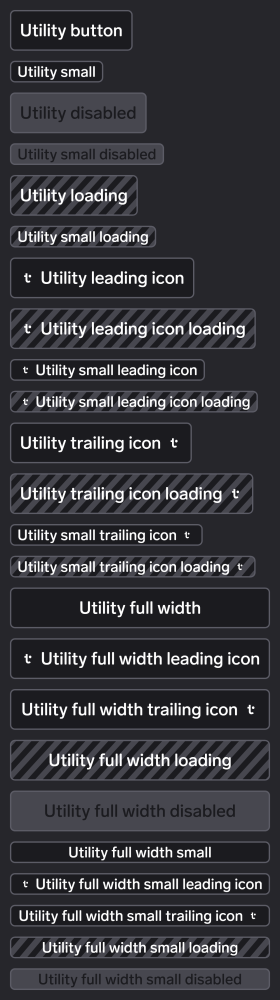 Utility button
Utility small
Utility disabled
Utility small disabled
Utility loading
Utility small loading
Utility leading icon
Utility leading icon loading
Utility small leading icon
Utility small leading icon loading
Utility trailing icon
Utility trailing icon loading
Utility small trailing icon
Utility small trailing icon loading
Utility full width
Utility full width leading icon
Utility full width trailing icon
Utility full width loading
Utility full width disabled
Utility full width small
Utility full width small leading icon
Utility full width small trailing icon
Utility full width small loading
Utility full width small disabled